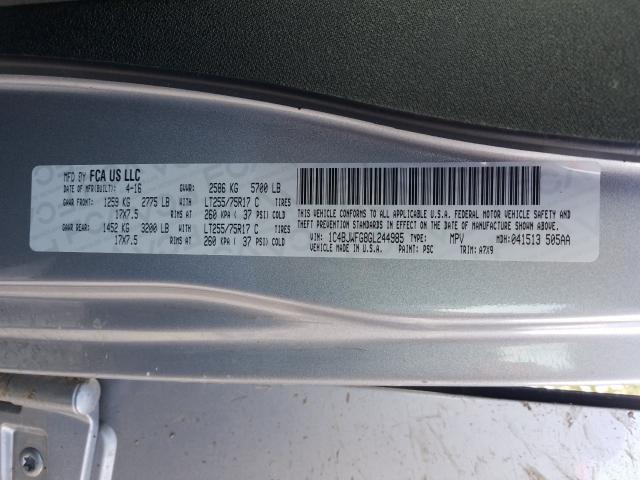 MFD BY FCA US LLC
DATE OF MFR(BUILT): 4-16 GVWR: 2586 KG 5700 LB
GAWR FRONT: 1259 KG 2775 LB WITH LT255/75R17 C TIRES
17X7.5 RIMS AT 260 KPA ( 37 PSI) COLD
GAWR REAR: 1452 KG 3200 LB WITH LT255/75R17 C TIRES
17X7.5 RIMS AT 260 KPA ( 37 PSI) COLD
THIS VEHICLE CONFORMS TO ALL APPLICABLE U.S.A. FEDERAL MOTOR VEHICLE SAFETY AND
THEFT PREVENTION STANDARDS IN EFFECT ON THE DATE OF MANUFACTURE SHOWN ABOVE.
VIN: 1C4BJWFG8GL244985 TYPE: MPV MDH: 041513 505AA
VEHICLE MADE IN U.S.A. PAINT: PSC TRIM: A7X9